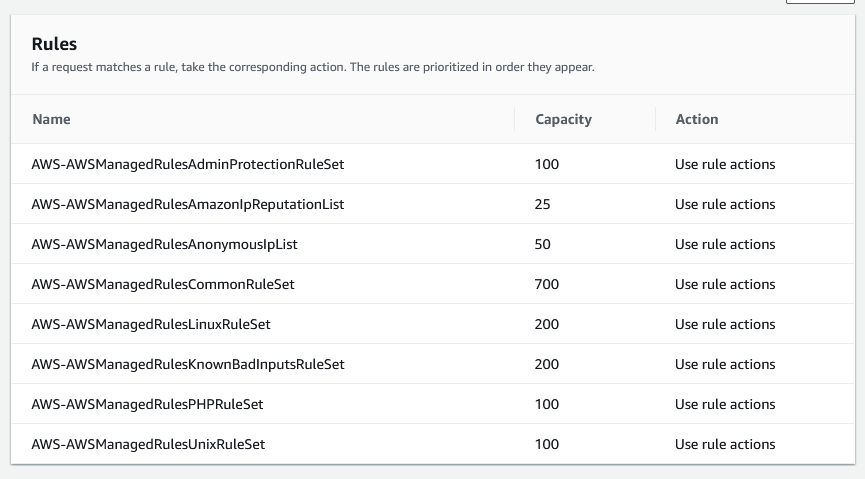 Rules
If a request matches a rule, take the corresponding action. The rules are prioritized in order they appear.
Name Capacity Action
AWS-AWSManagedRulesAdminProtectionRuleSet 100 Use rule actions
AWS-AWSManagedRulesAmazonIpReputationList 25 Use rule actions
AWS-AWSManagedRulesAnonymousIpList 50 Use rule actions
AWS-AWSManagedRulesCommonRuleSet 700 Use rule actions
AWS-AWSManagedRulesLinuxRuleSet 200 Use rule actions
AWS-AWSManagedRulesKnownBadInputsRuleSet 200 Use rule actions
AWS-AWSManagedRulesPHPRuleSet 100 Use rule actions
AWS-AWSManagedRulesUnixRuleSet 100 Use rule actions